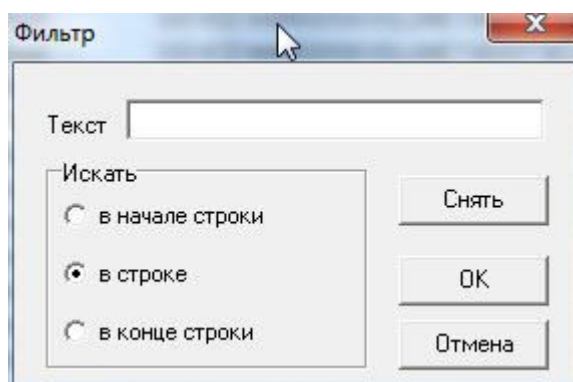 Фильтр
Текст
Искать
в начале строки
в строке
в конце строки
Снять
OK
Отмена